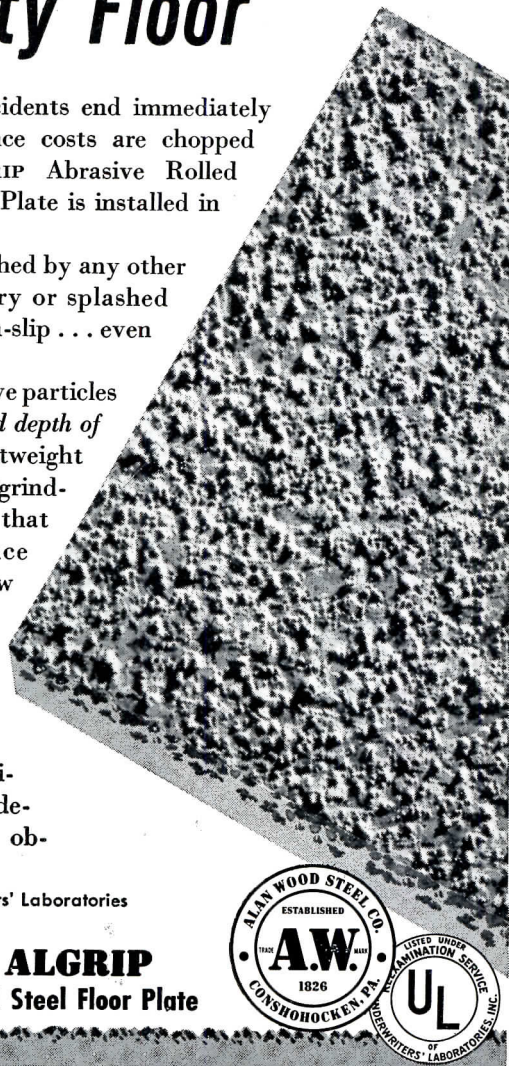 ty Floor
cidents end immediately
nce costs are chopped
RIP Abrasive Rolled
Plate is installed in
hed by any other
ry or splashed
-slip . . . even
ve particles
d depth of
tweight
grind-
that
ce
w
i-
de-
ob-
rs' Laboratories
ALGRIP
Steel Floor Plate
ALAN WOOD STEEL CO.
ESTABLISHED
TRADE A.W. MARK
1826
CONSHOHOCKEN, PA.
LISTED UNDER
REEXAMINATION SERVICE
UL
OF
UNDERWRITERS' LABORATORIES, INC.